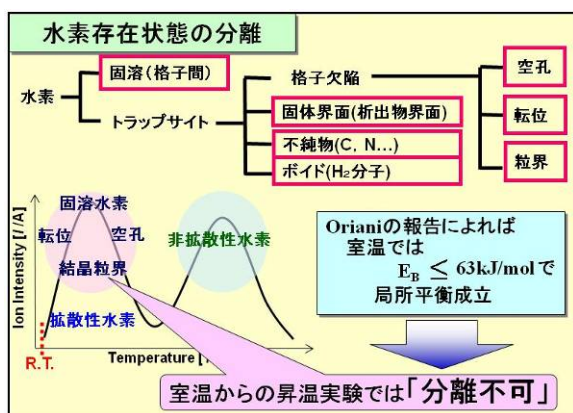 水素存在状態の分離
水素
固溶(格子間)
トラップサイト
格子欠陥
固体界面(析出物界面)
不純物(C, N...)
ボイド(H₂分子)
空孔
転位
粒界
Ion Intensity [I/A]
固溶水素
転位
空孔
結晶粒界
拡散性水素
非拡散性水素
R.T.
Temperature [
Orianiの報告によれば
室温では
E_B ≤ 63kJ/molで
局所平衡成立
室温からの昇温実験では「分離不可」